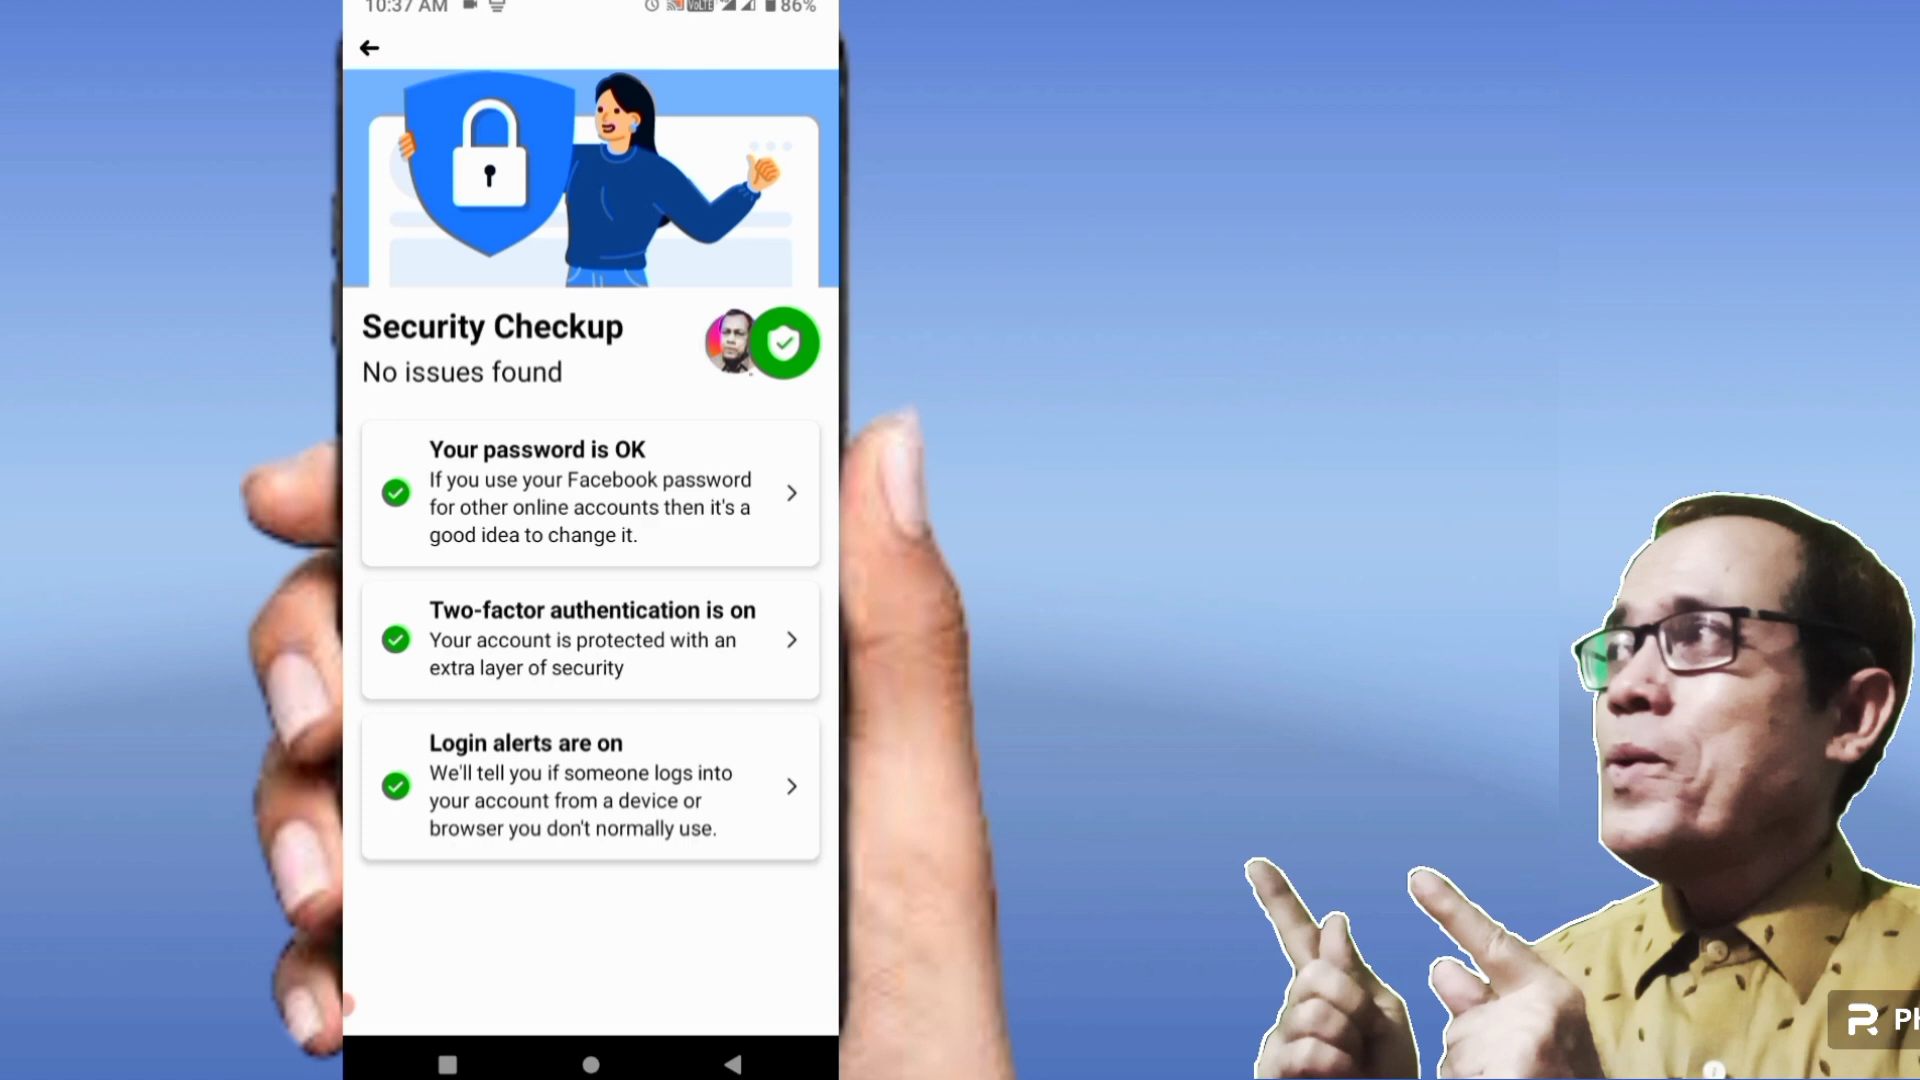 10:37 AM VoLTE 86%
Security Checkup
No issues found
Your password is OK
If you use your Facebook password
for other online accounts then it's a
good idea to change it.
Two-factor authentication is on
Your account is protected with an
extra layer of security
Login alerts are on
We'll tell you if someone logs into
your account from a device or
browser you don't normally use.